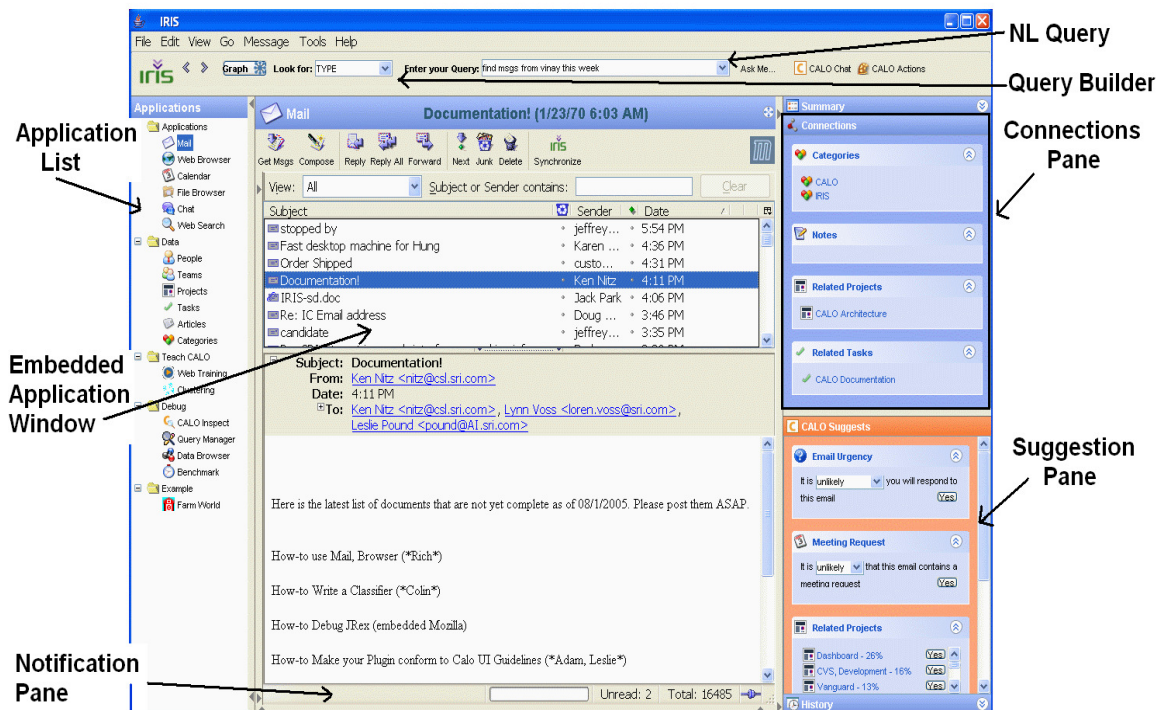 IRIS
File Edit View Go Message Tools Help
iris Graph Look for: TYPE Enter your Query: find msgs from vinay this week Ask Me... CALO Chat CALO Actions
NL Query
Query Builder
Connections
Pane
Suggestion
Pane
Application
List
Embedded
Application
Window
Notification
Pane
Applications
Applications
Mail
Web Browser
Calendar
File Browser
Chat
Web Search
Data
People
Teams
Projects
Tasks
Articles
Categories
Teach CALO
Web Training
Clustering
Debug
CALO Inspect
Query Manager
Data Browser
Benchmark
Example
Farm World
Mail Documentation! (1/23/70 6:03 AM)
Get Msgs Compose Reply Reply All Forward Next Junk Delete iris Synchronize
View: All Subject or Sender contains: Clear
Subject Sender Date
stopped by jeffrey... 5:54 PM
Fast desktop machine for Hung Karen ... 4:36 PM
Order Shipped custo... 4:31 PM
Documentation! Ken Nitz 4:11 PM
IRIS-sd.doc Jack Park 4:06 PM
Re: IC Email address Doug ... 3:46 PM
candidate jeffrey... 3:35 PM
Subject: Documentation!
From: Ken Nitz <nitz@csl.sri.com>
Date: 4:11 PM
To: Ken Nitz <nitz@csl.sri.com>, Lynn Voss <loren.voss@sri.com>,
Leslie Pound <pound@AI.sri.com>
Here is the latest list of documents that are not yet complete as of 08/1/2005. Please post them ASAP.
How-to use Mail, Browser (*Rich*)
How-to Write a Classifier (*Colin*)
How-to Debug JRex (embedded Mozilla)
How-to Make your Plugin conform to Calo UI Guidelines (*Adam, Leslie*)
Unread: 2 Total: 16485
Summary
Connections
Categories
CALO
IRIS
Notes
Related Projects
CALO Architecture
Related Tasks
CALO Documentation
CALO Suggests
Email Urgency
It is unlikely you will respond to
this email Yes
Meeting Request
It is unlikely that this email contains a
meeting request Yes
Related Projects
Dashboard - 26% Yes
CVS, Development - 16% Yes
Vanguard - 13% Yes
History